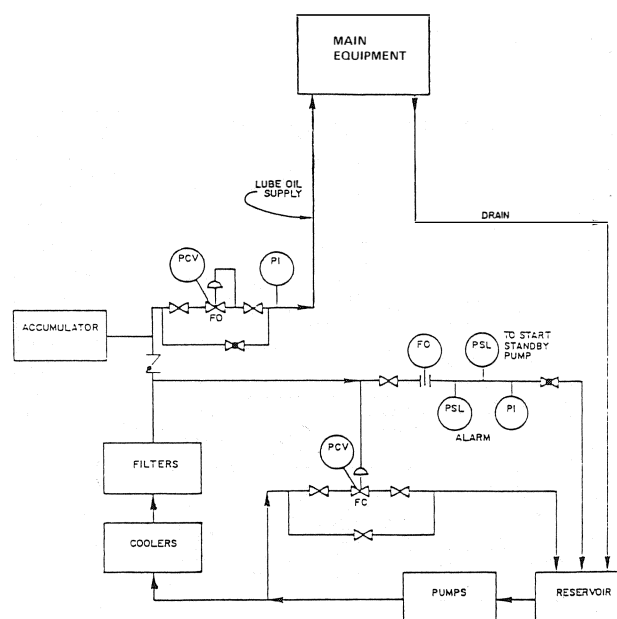 MAIN
EQUIPMENT
LUBE OIL
SUPPLY
DRAIN
PCV
PI
FO
ACCUMULATOR
FO
PSL
TO START
STANDBY
PUMP
PSL
PI
ALARM
PCV
FC
FILTERS
COOLERS
PUMPS
RESERVOIR